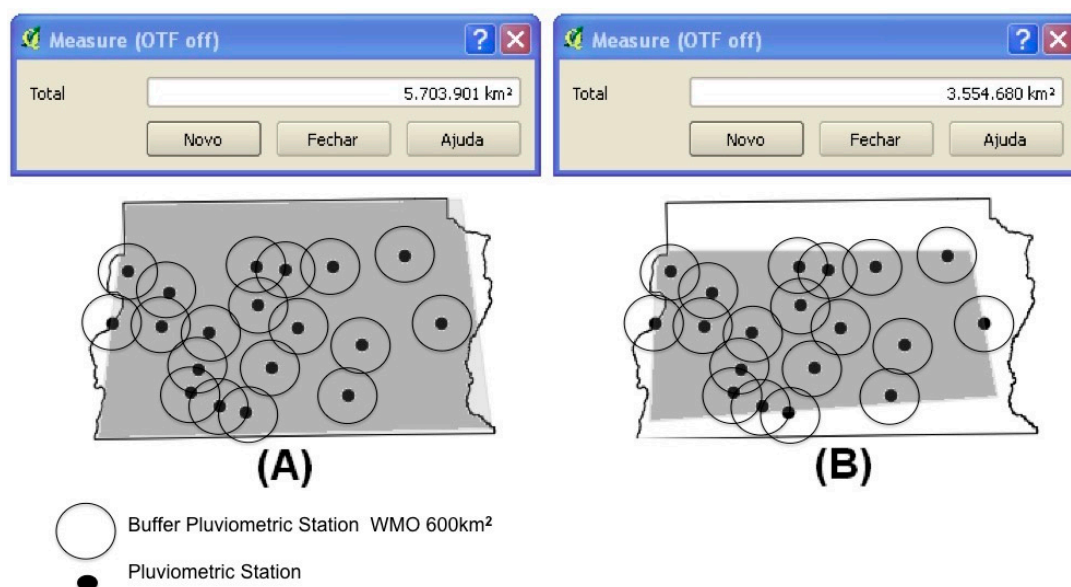 Measure (OTF off)
Total 5.703.901 km²
Novo Fechar Ajuda
Measure (OTF off)
Total 3.554.680 km²
Novo Fechar Ajuda
(A)
(B)
Buffer Pluviometric Station WMO 600km²
Pluviometric Station